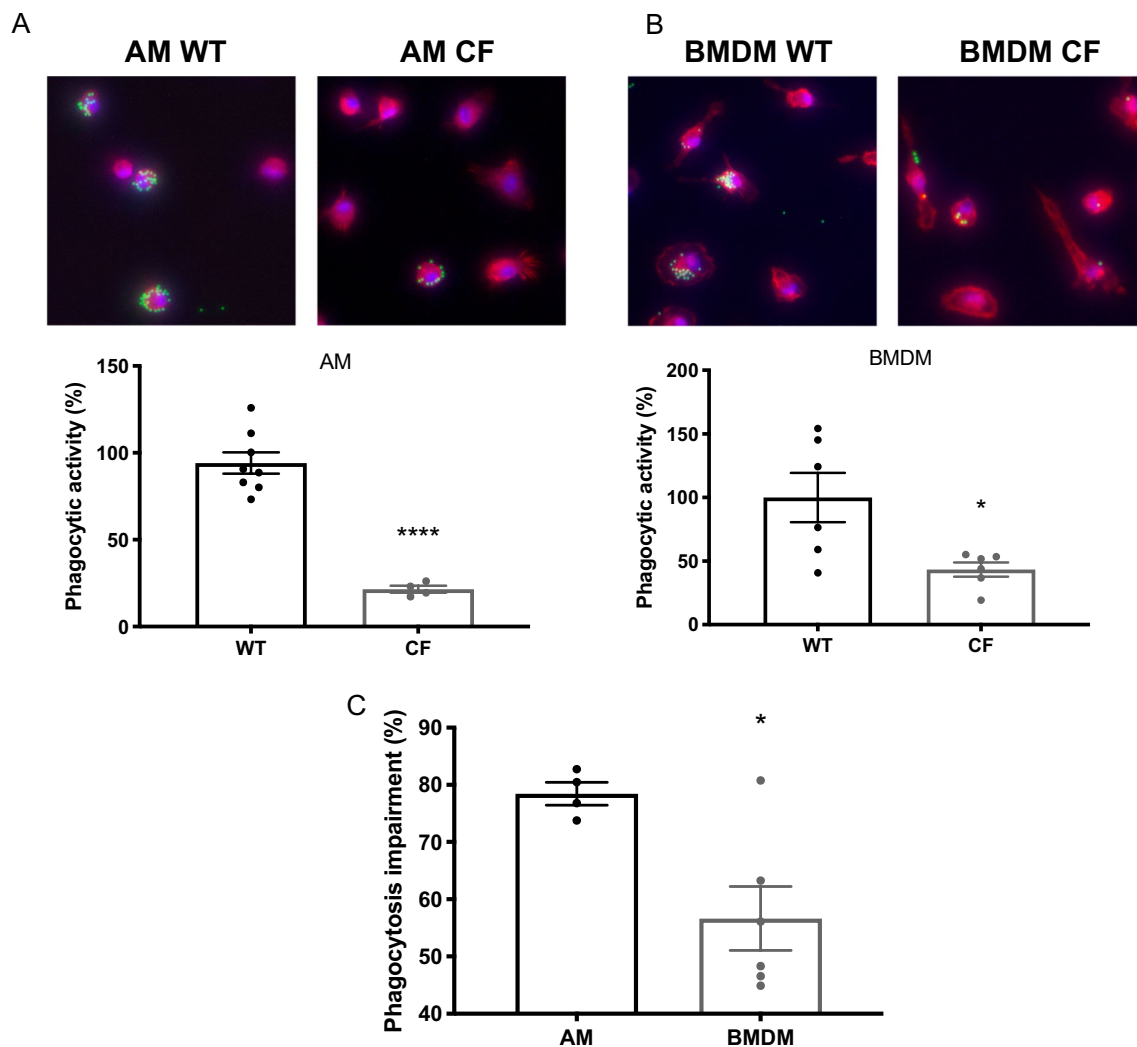 A
AM WT
AM CF
B
BMDM WT
BMDM CF
AM
Phagocytic activity (%)
150
100
50
0
****
WT
CF
BMDM
Phagocytic activity (%)
200
150
100
50
0
*
WT
CF
C
Phagocytosis impairment (%)
90
80
70
60
50
40
*
AM
BMDM